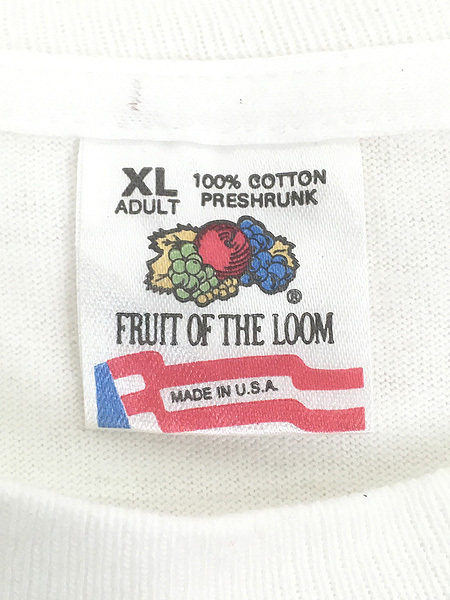 XL 100% COTTON
ADULT PRESHRUNK
®
FRUIT OF THE LOOM
MADE IN U.S.A.